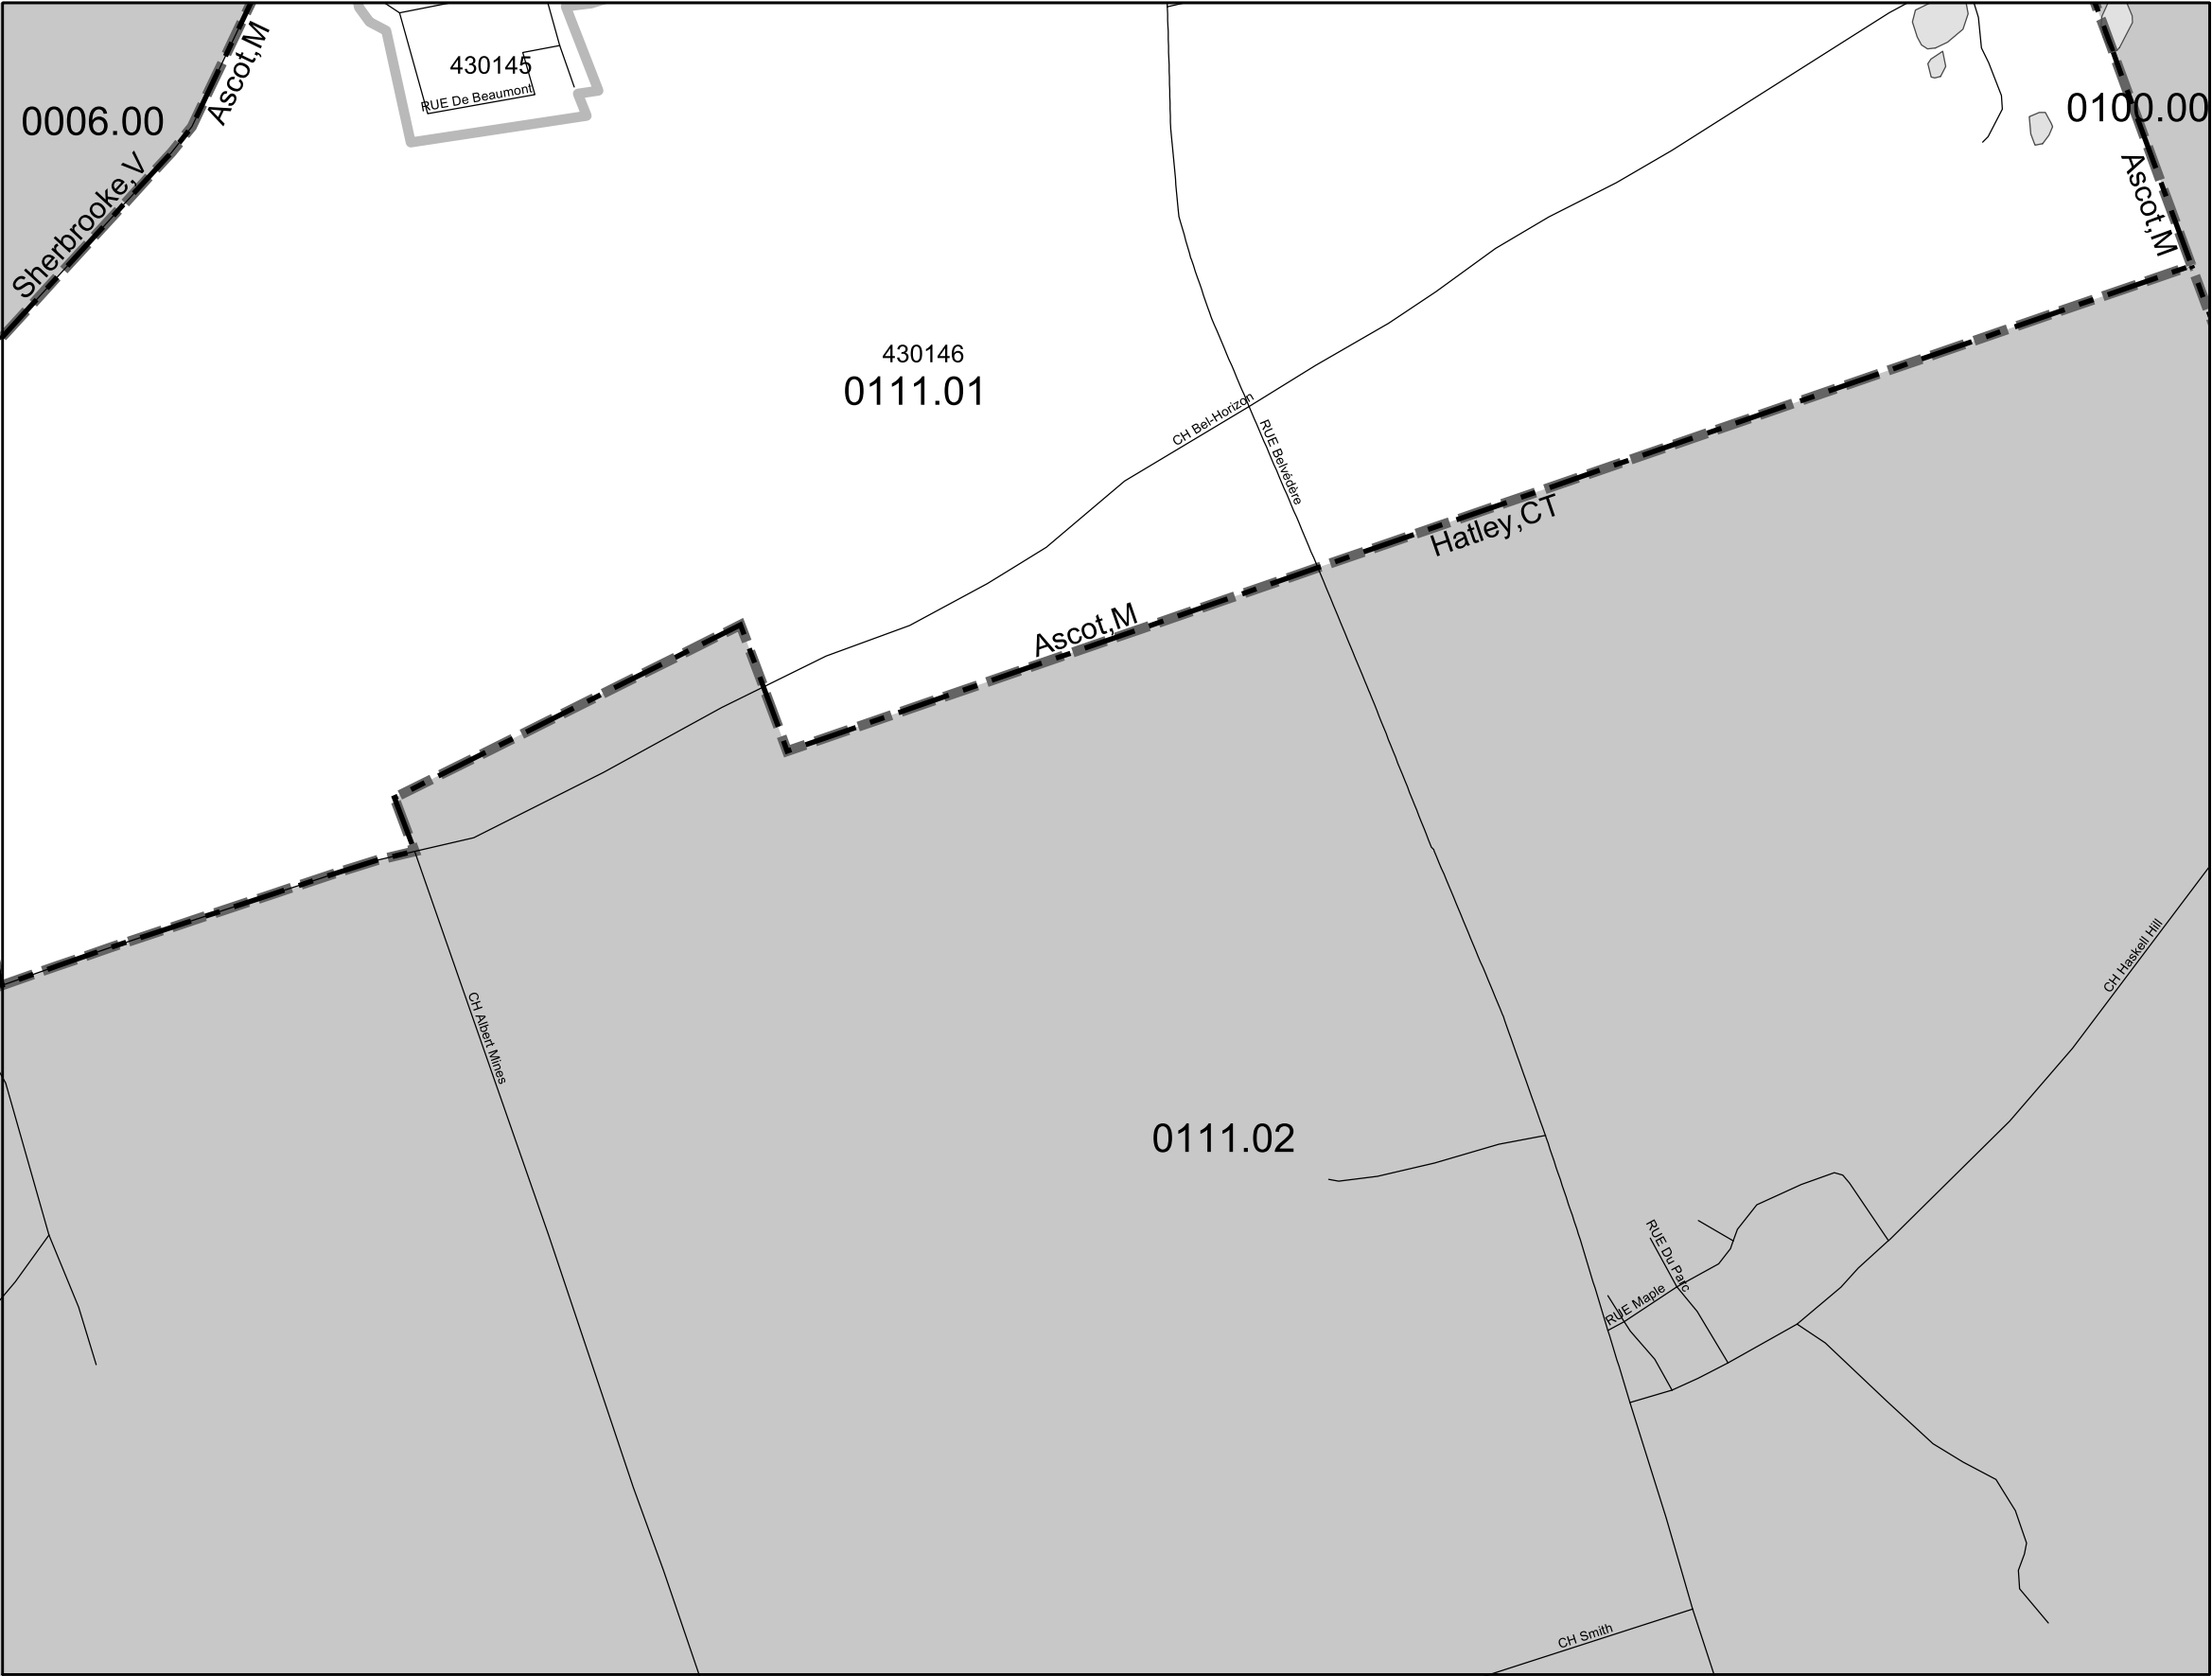 430145
RUE De Beaumont
Ascot,M
0006.00
Sherbrooke,V
0100.00
Ascot,M
430146
0111.01
CH Bel-Horizon
RUE Belvédère
Hatley,CT
Ascot,M
CH Haskell Hill
CH Albert Mines
0111.02
RUE Du Parc
RUE Maple
CH Smith